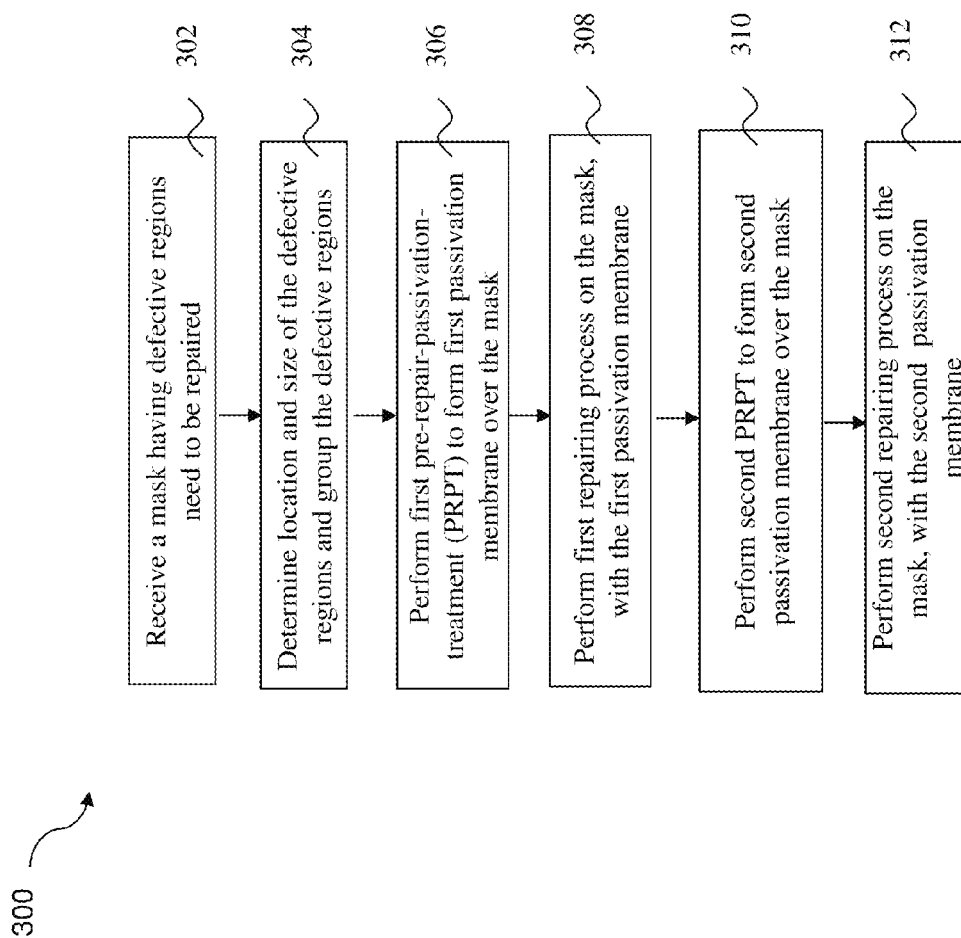 300
Receive a mask having defective regions
need to be repaired
302
Determine location and size of the defective
regions and group the defective regions
304
Perform first pre-repair-passivation-
treatment (PRPT) to form first passivation
membrane over the mask
306
Perform first repairing process on the mask,
with the first passivation membrane
308
Perform second PRPT to form second
passivation membrane over the mask
310
Perform second repairing process on the
mask, with the second passivation
membrane
312